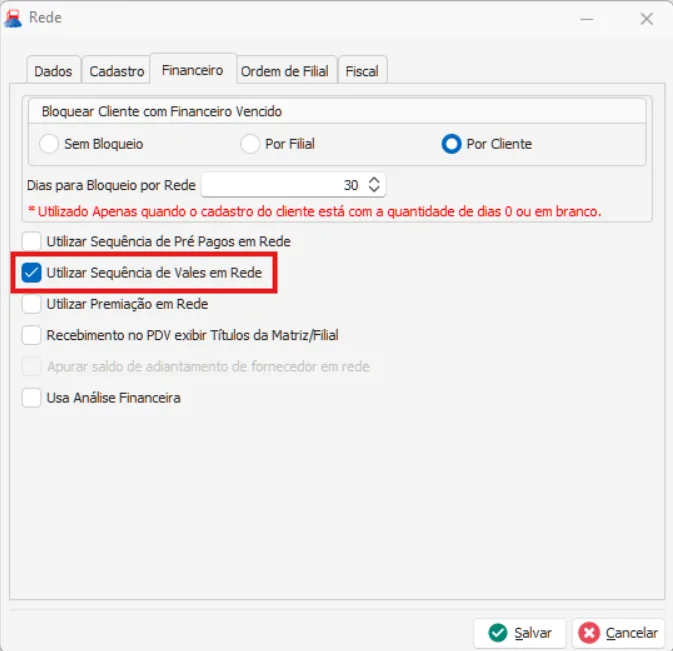 Rede
Dados Cadastro Financeiro Ordem de Filial Fiscal
Bloquear Cliente com Financeiro Vencido
Sem Bloqueio Por Filial Por Cliente
Dias para Bloqueio por Rede 30
* Utilizado Apenas quando o cadastro do cliente está com a quantidade de dias 0 ou em branco.
Utilizar Sequência de Pré Pagos em Rede
Utilizar Sequência de Vales em Rede
Utilizar Premiação em Rede
Recebimento no PDV exibir Títulos da Matriz/Filial
Apurar saldo de adiantamento de fornecedor em rede
Usa Análise Financeira
Salvar Cancelar